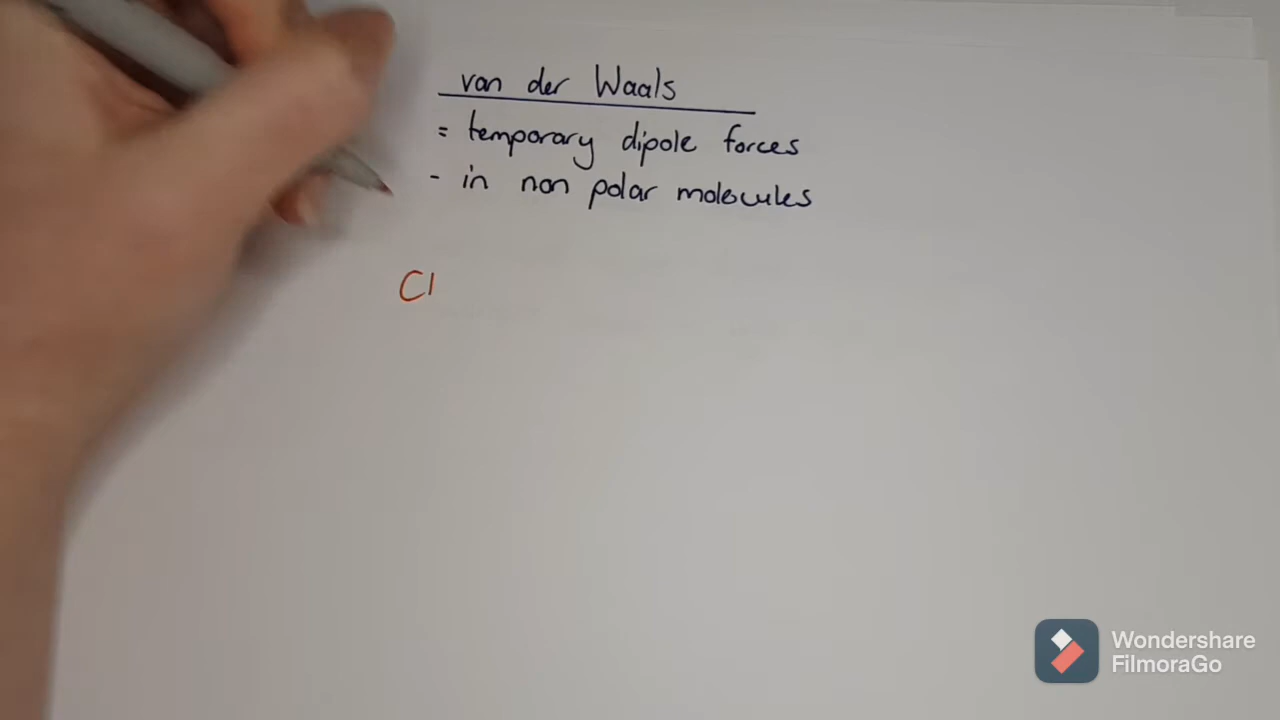 van der Waals
= temporary dipole forces
- in non polar molecules
Cl
Wondershare
FilmoraGo